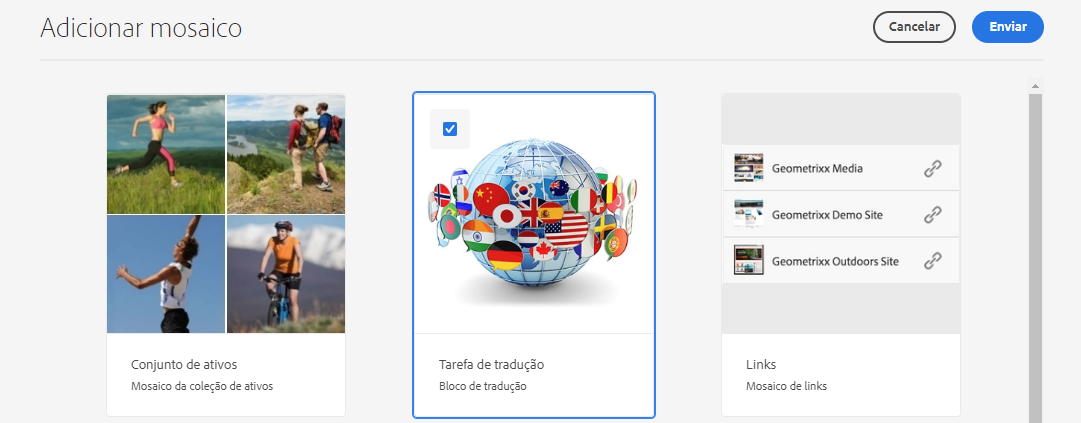 Adicionar mosaico
Cancelar
Enviar
Geometrixx Media
Geometrixx Demo Site
Geometrixx Outdoors Site
Conjunto de ativos
Mosaico da coleção de ativos
Tarefa de tradução
Bloco de tradução
Links
Mosaico de links